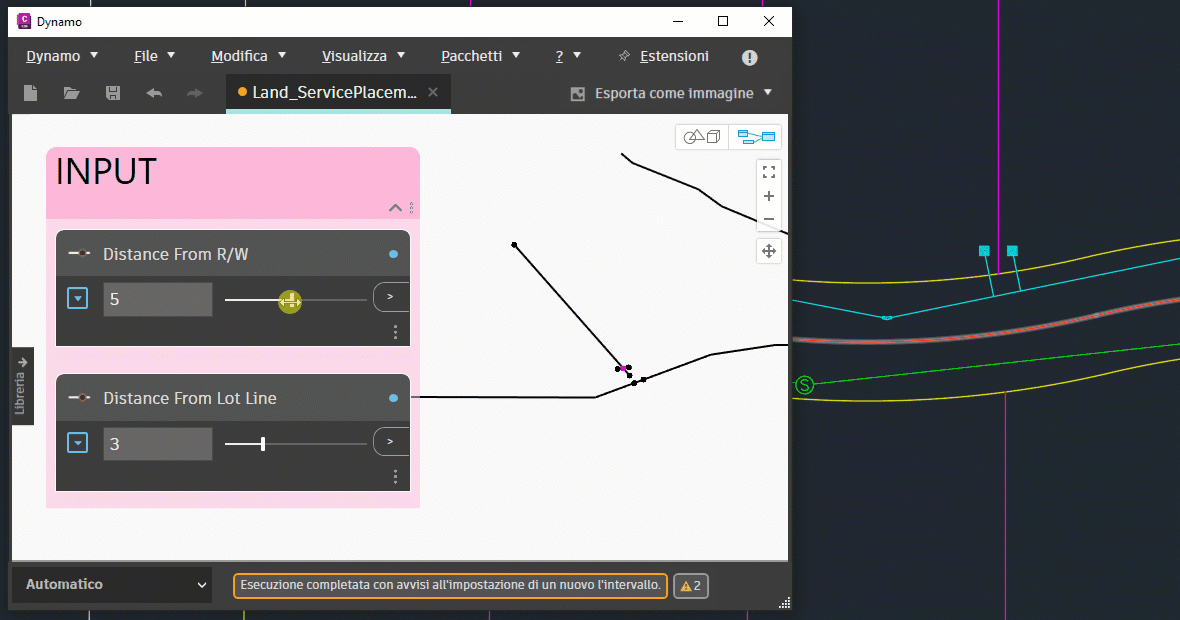 Dynamo
Dynamo File Modifica Visualizza Pacchetti ? Estensioni
Land_ServicePlacem... Esporta come immagine
INPUT
Distance From R/W
5 >
Distance From Lot Line
3 >
Libreria
S
Automatico Esecuzione completata con avvisi all'impostazione di un nuovo l'intervallo. 2